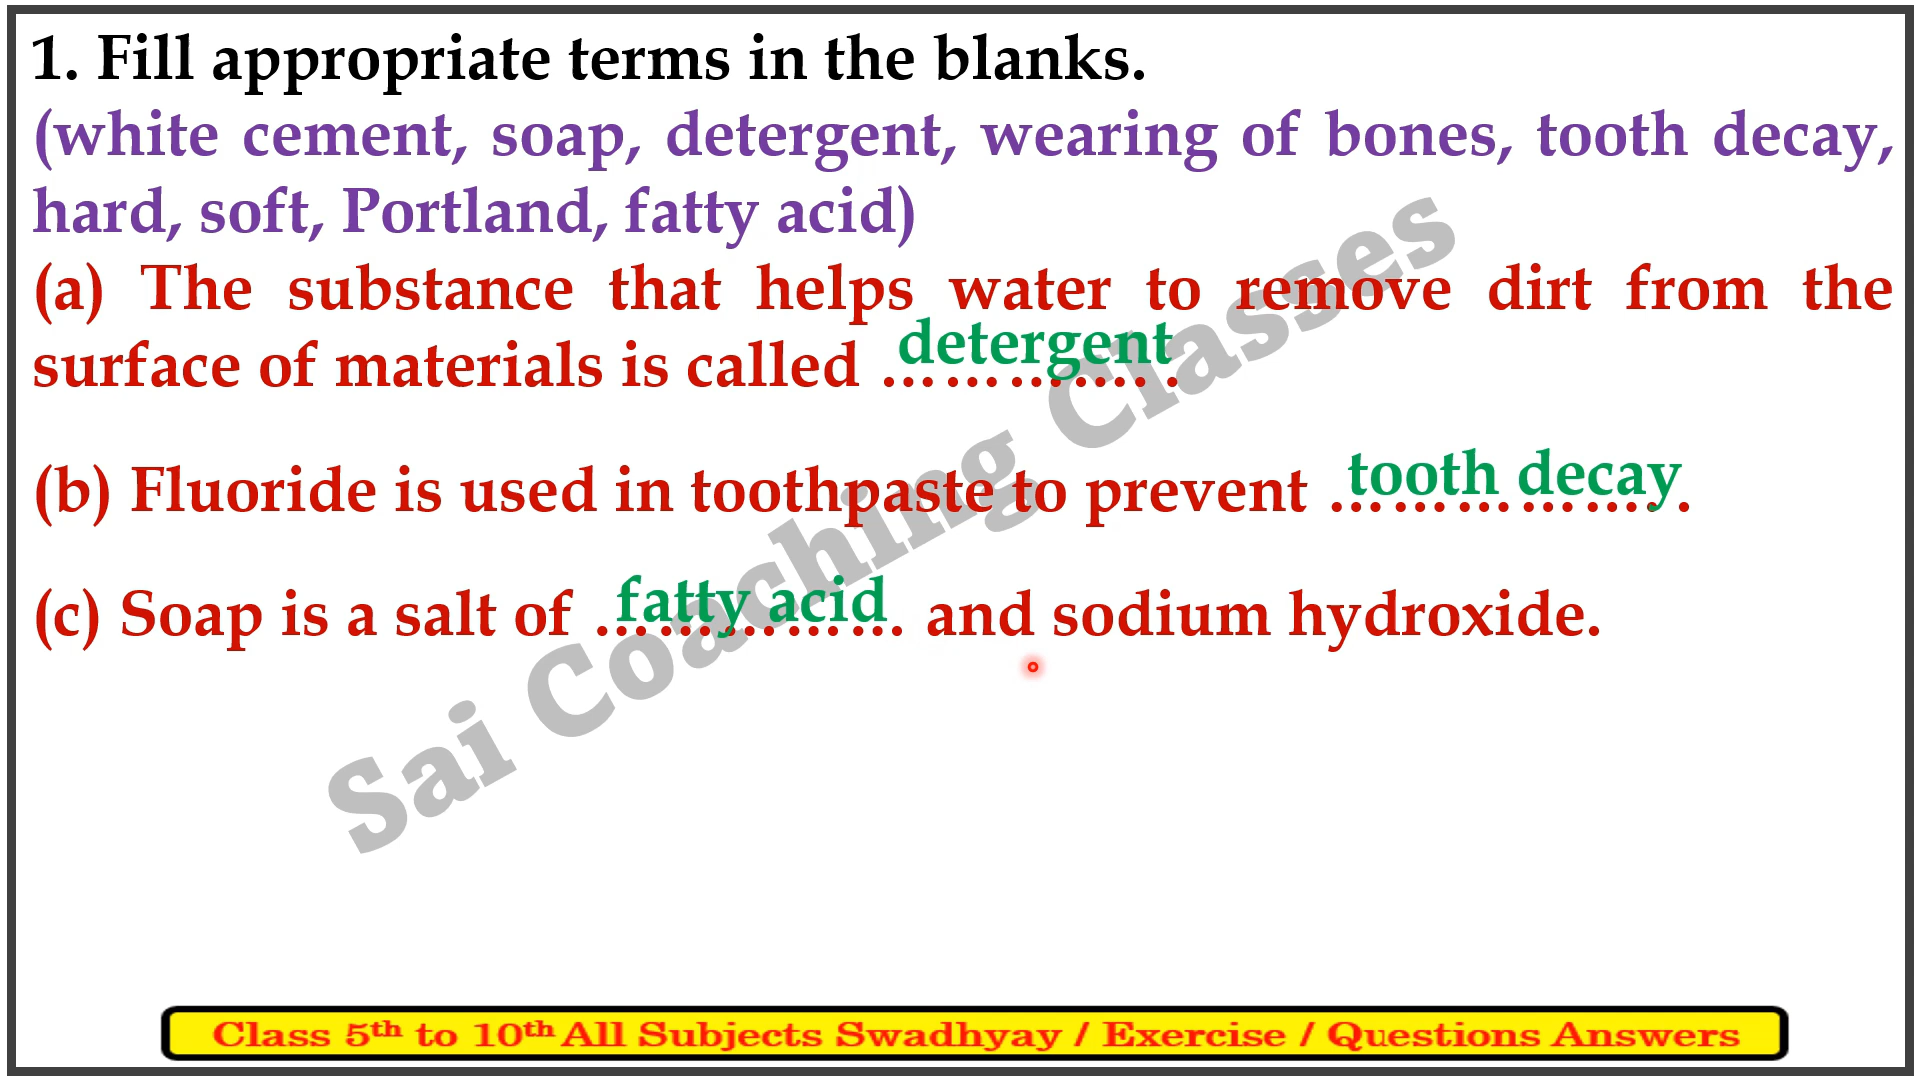 1. Fill appropriate terms in the blanks.
(white cement, soap, detergent, wearing of bones, tooth decay,
hard, soft, Portland, fatty acid)
(a) The substance that helps water to remove dirt from the
surface of materials is called detergent.
(b) Fluoride is used in toothpaste to prevent tooth decay.
(c) Soap is a salt of fatty acid and sodium hydroxide.
Sai Coaching Classes
Class 5th to 10th All Subjects Swadhyay / Exercise / Questions Answers